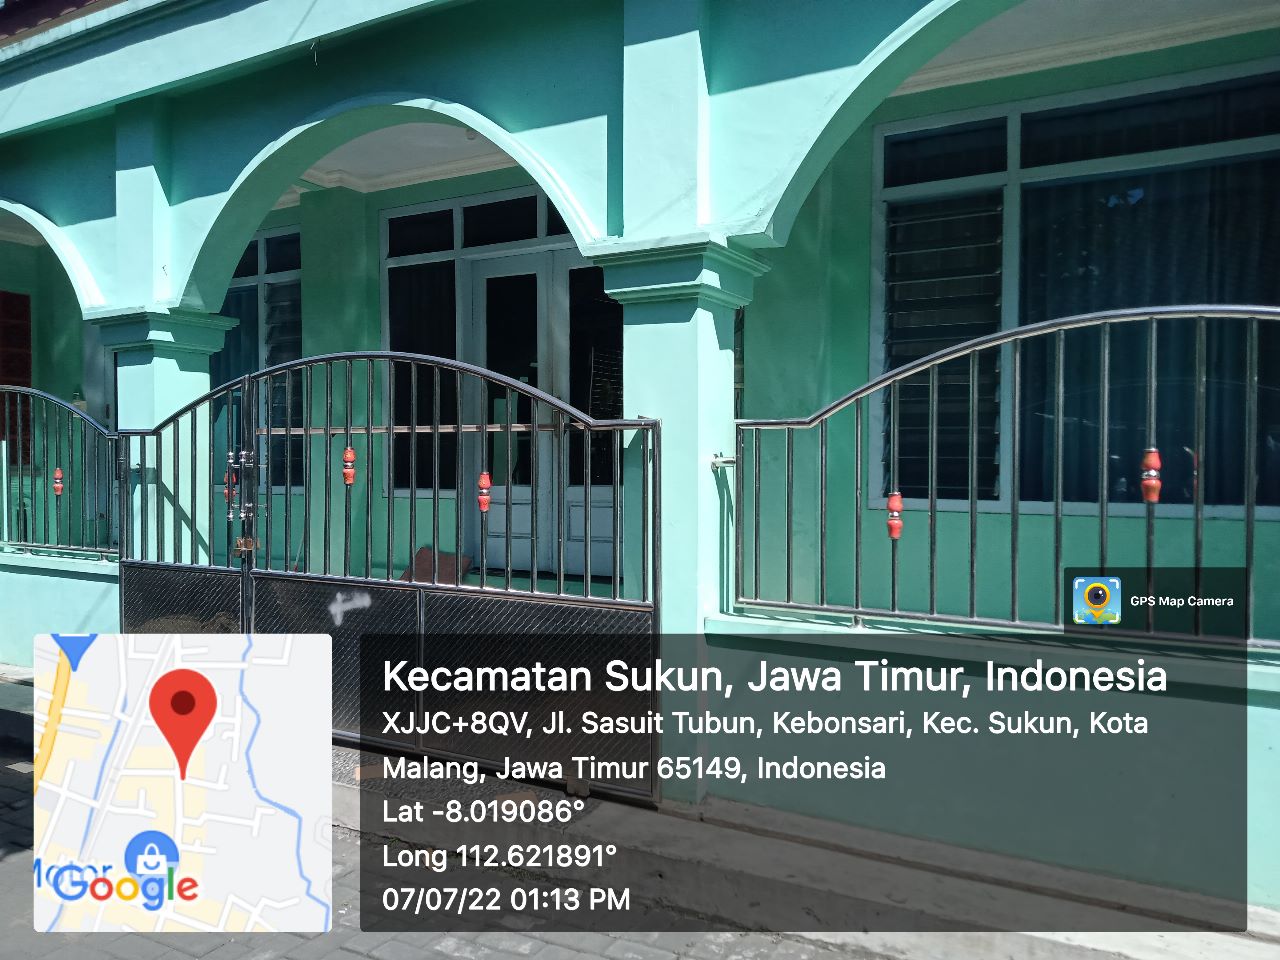 GPS Map Camera
Kecamatan Sukun, Jawa Timur, Indonesia
XJJC+8QV, Jl. Sasuit Tubun, Kebonsari, Kec. Sukun, Kota
Malang, Jawa Timur 65149, Indonesia
Lat -8.019086°
Long 112.621891°
07/07/22 01:13 PM
Motor
Google